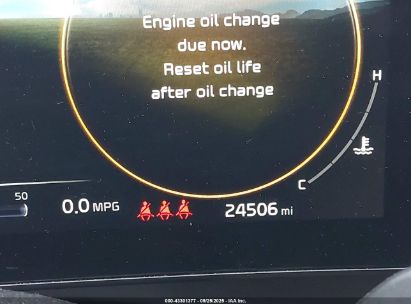 Engine oil change
due now.
Reset oil life
after oil change
H
C
50
0.0 MPG
24506 mi